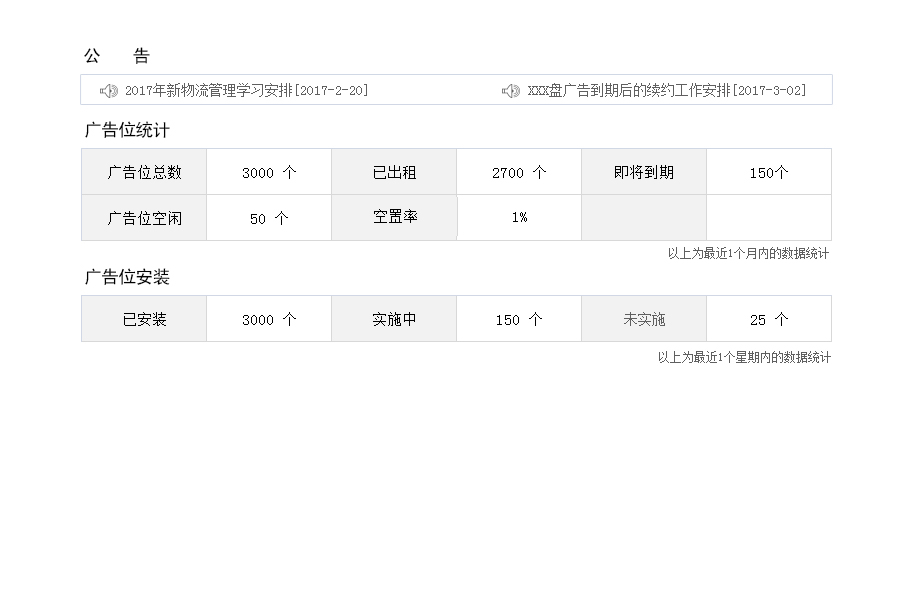 公 告
2017年新物流管理学习安排[2017-2-20] XXX盘广告到期后的续约工作安排[2017-3-02]
广告位统计
广告位总数 3000 个 已出租 2700 个 即将到期 150个
广告位空闲 50 个 空置率 1%
以上为最近1个月内的数据统计
广告位安装
已安装 3000 个 实施中 150 个 未实施 25 个
以上为最近1个星期内的数据统计